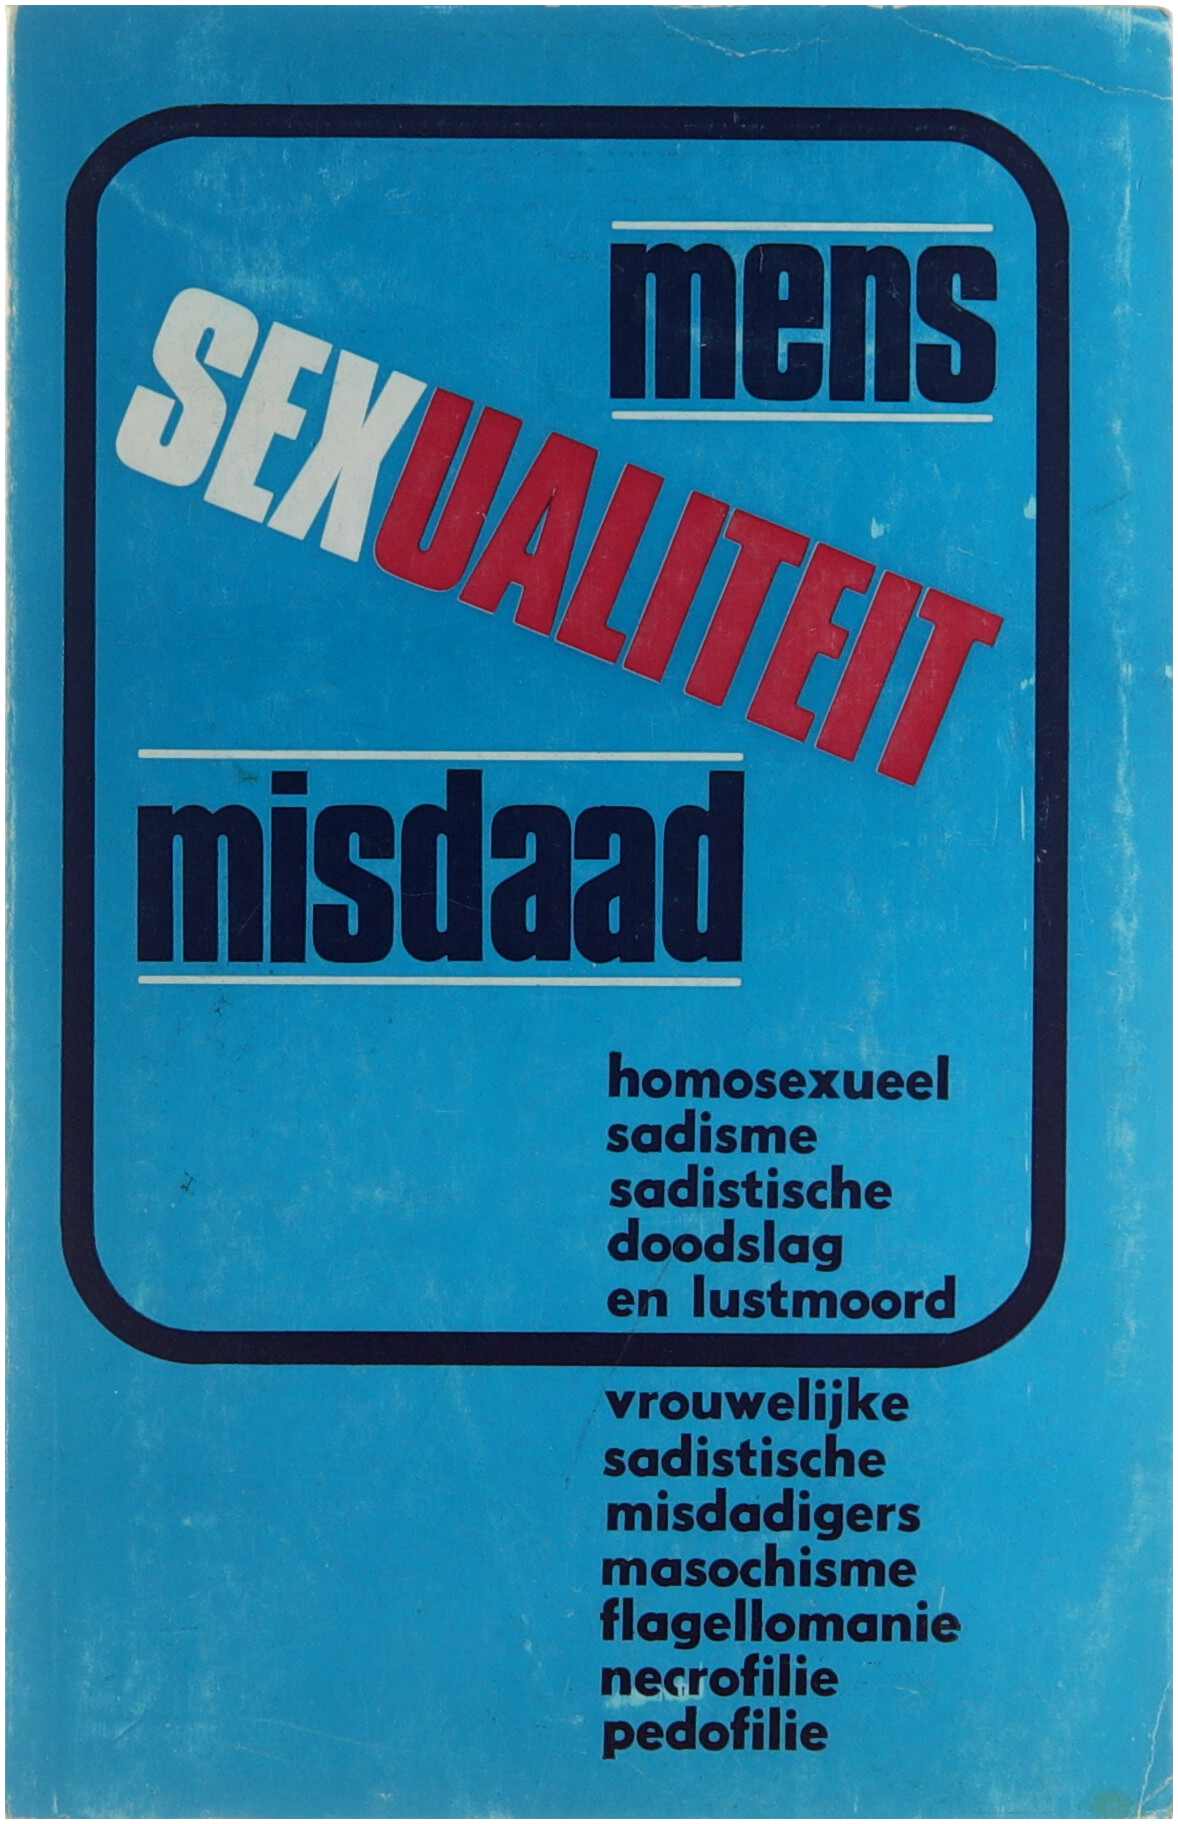 mens
SEXUALITEIT
misdaad
homosexueel
sadisme
sadistische
doodslag
en lustmoord
vrouwelijke
sadistische
misdadigers
masochisme
flagellomanie
necrofilie
pedofilie